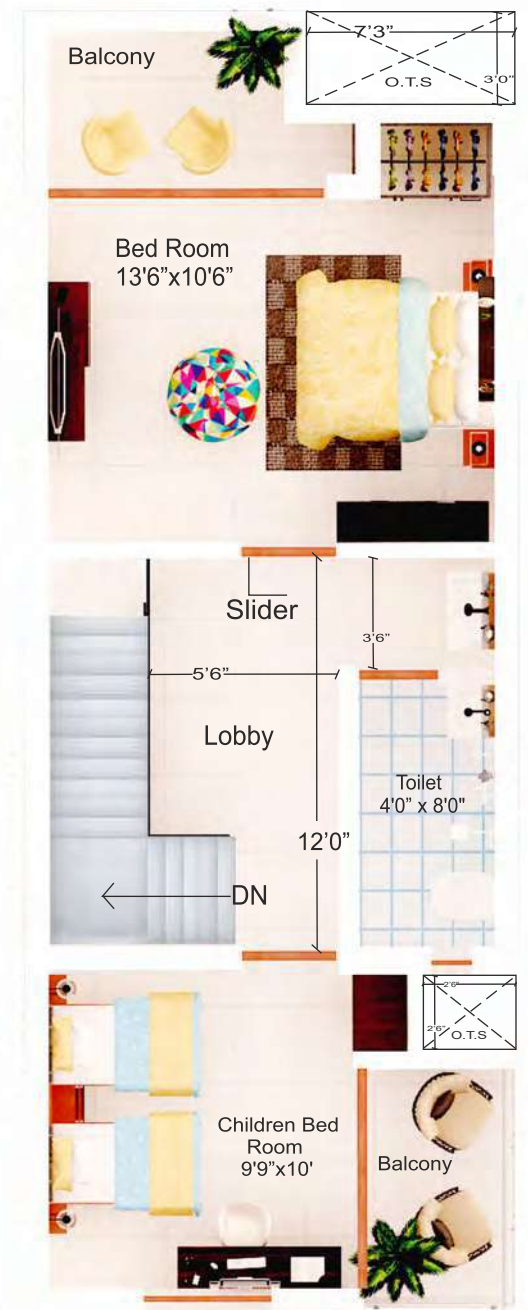 Balcony
7'3"
O.T.S
3'0"
Bed Room
13'6"x10'6"
Slider
3'6"
5'6"
Lobby
Toilet
4'0" x 8'0"
12'0"
DN
2'6"
2'6"
O.T.S
Children Bed
Room
9'9"x10'
Balcony